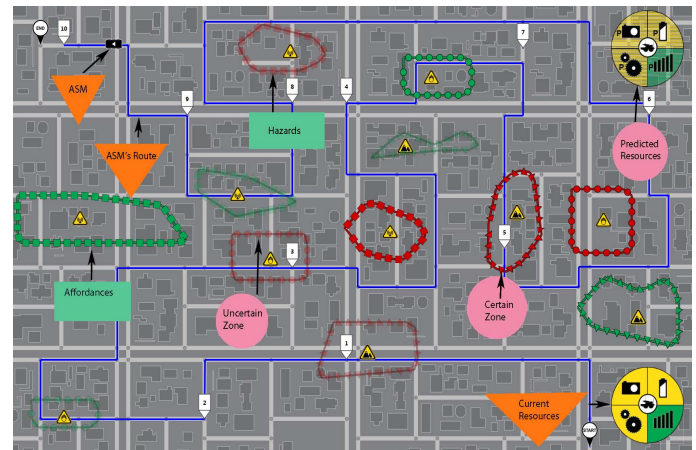 END
10
7
ASM
8
4
P
P
P
9
6
Hazards
ASM's Route
Predicted
Resources
Affordances
Uncertain
Zone
3
5
Certain
Zone
1
2
Current
Resources
START